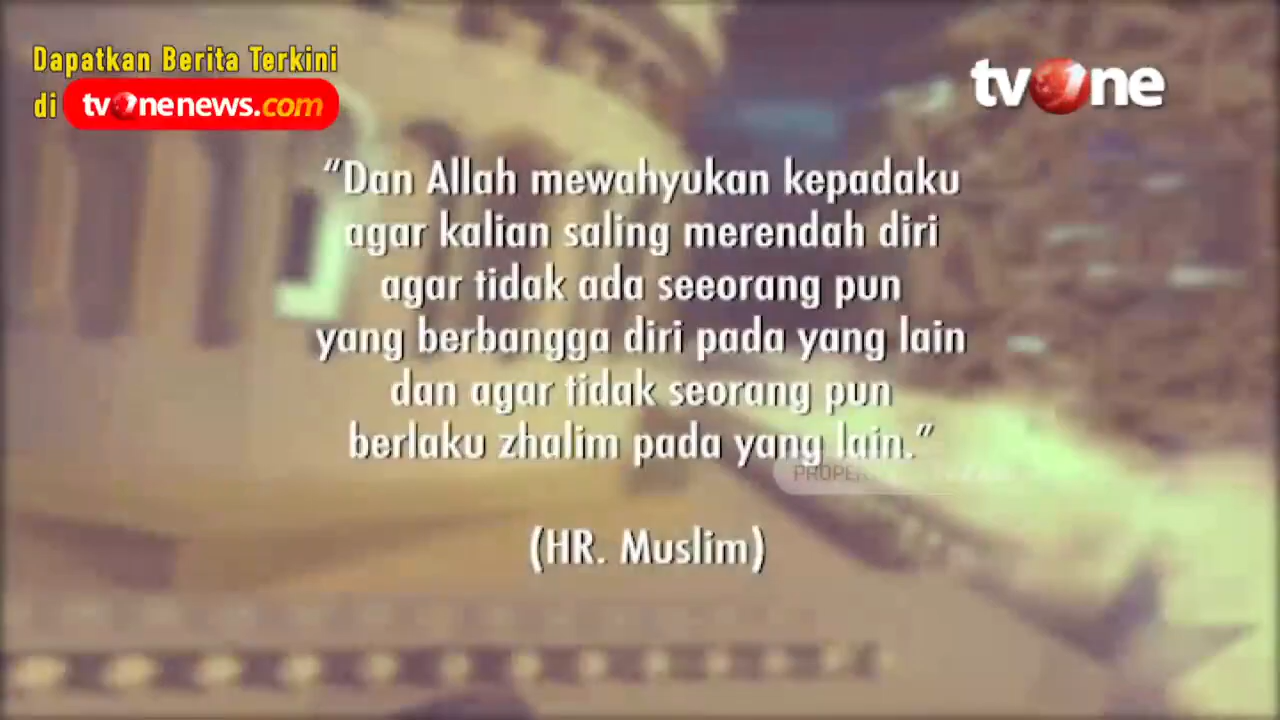 Dapatkan Berita Terkini
di tvOnenews.com
tvOne
“Dan Allah mewahyukan kepadaku
agar kalian saling merendah diri
agar tidak ada seeorang pun
yang berbangga diri pada yang lain
dan agar tidak seorang pun
berlaku zhalim pada yang lain.”
(HR. Muslim)